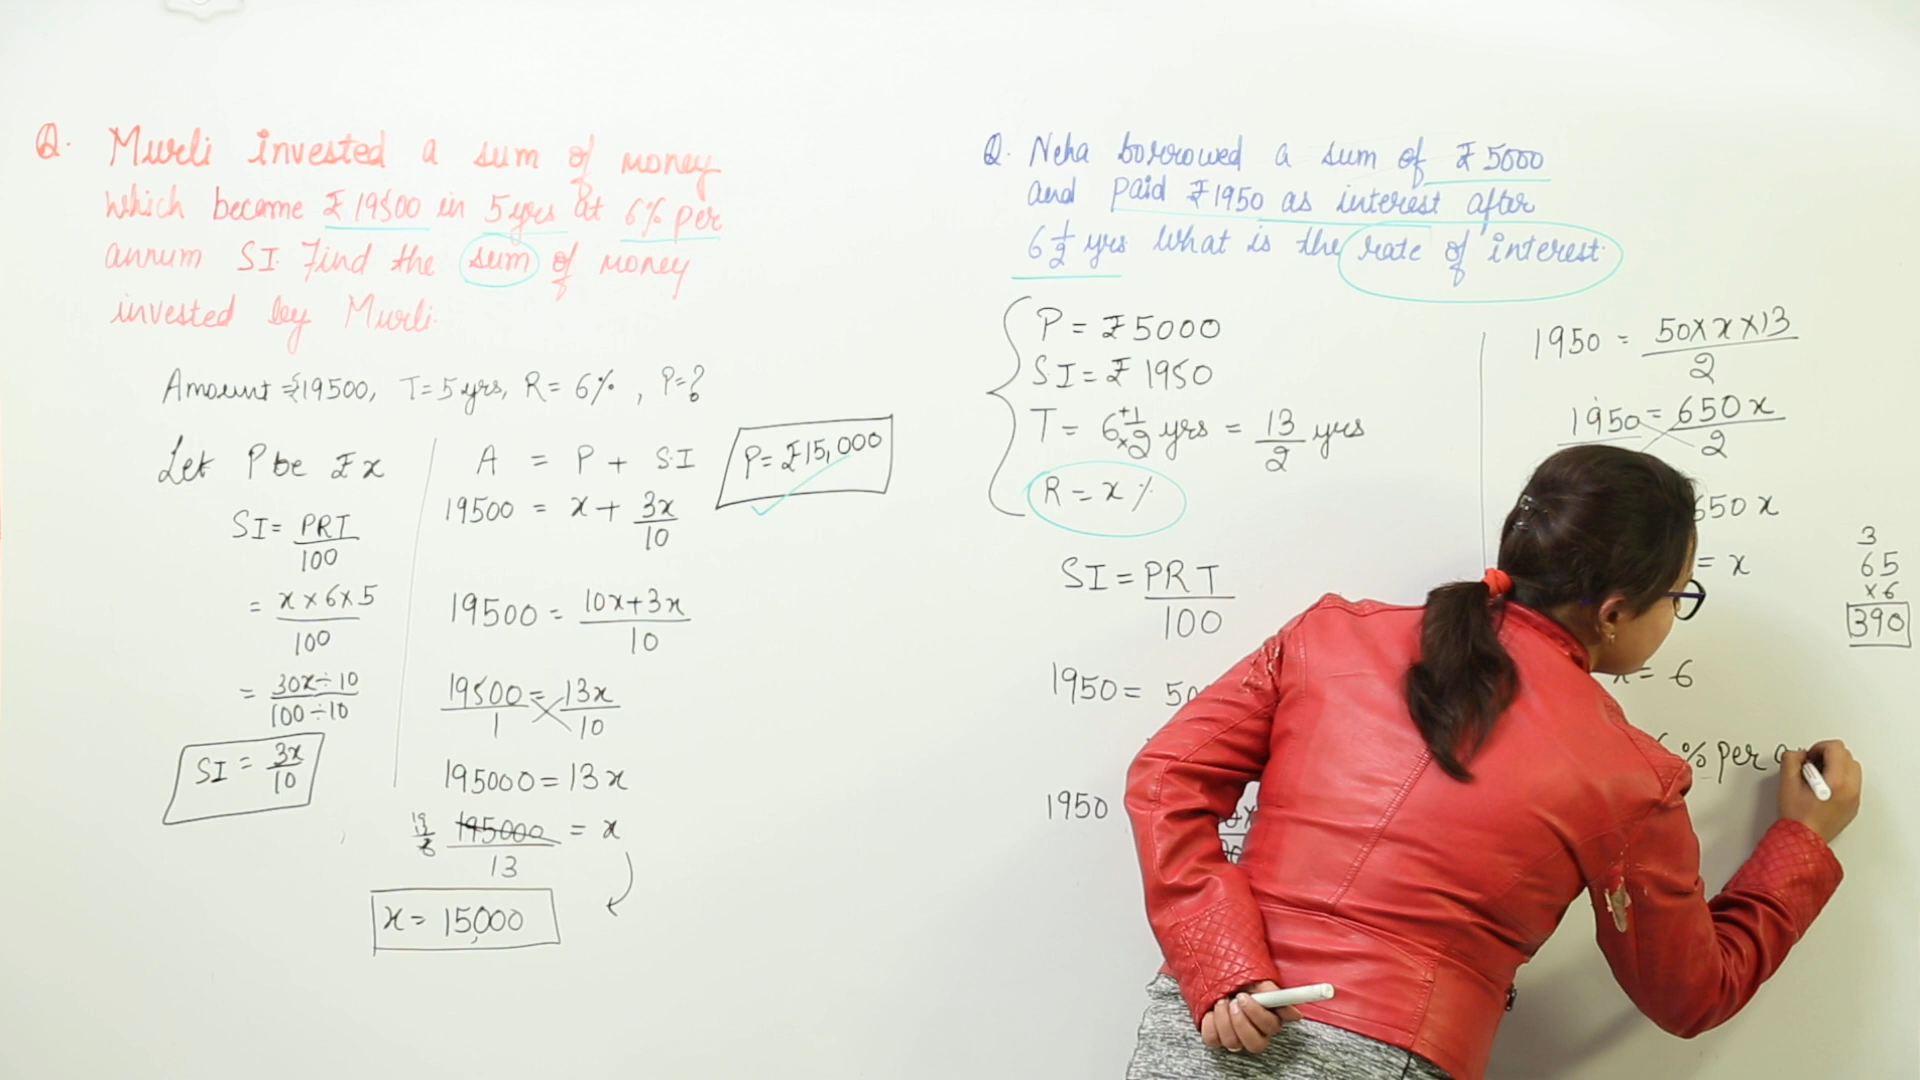 Q. Murli invested a sum of money
which become ₹19500 in 5 yrs at 6% per
annum SI. Find the sum of money
invested by Murli.
Amount = ₹19500, T = 5 yrs, R = 6%, P = ?
Let P be ₹ x
SI = PRT
100
= x × 6 × 5
100
= 30x ÷ 10
100 ÷ 10
SI = 3x
10
A = P + SI
19500 = x + 3x
10
19500 = 10x + 3x
10
19500 = 13x
1 10
195000 = 13x
195000 = x
13
x = 15,000
P = ₹15,000
Q. Neha borrowed a sum of ₹5000
and paid ₹1950 as interest after
6 1/2 yrs What is the rate of interest.
P = ₹5000
SI = ₹1950
T = 6 +1 yrs = 13 yrs
×2 2
R = x %
SI = PRT
100
1950 = 50
1950
1950 = 50 × x × 13
2
1950 = 650x
2
650x
= x
x = 6
% per
3
65
×6
390